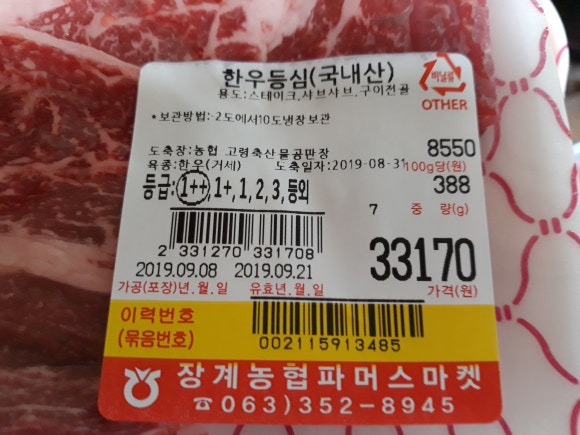 한우등심(국내산)
용도:스테이크,샤브샤브,구이전골
비닐류
OTHER
*보관방법:-2도에서10도냉장보관
도축장:농협 고령축산물공판장
8550
육종:한우(거세) 도축일자:2019-08-31
100g당(원)
등급:1++,1+,1,2,3,등외
388
7 중 량(g)
2 331270 331708
33170
2019.09.08 2019.09.21
가공(포장)년.월.일 유효년.월.일
가격(원)
이력번호
(묶음번호)
002115913485
장계농협파머스마켓
☎063)352-8945